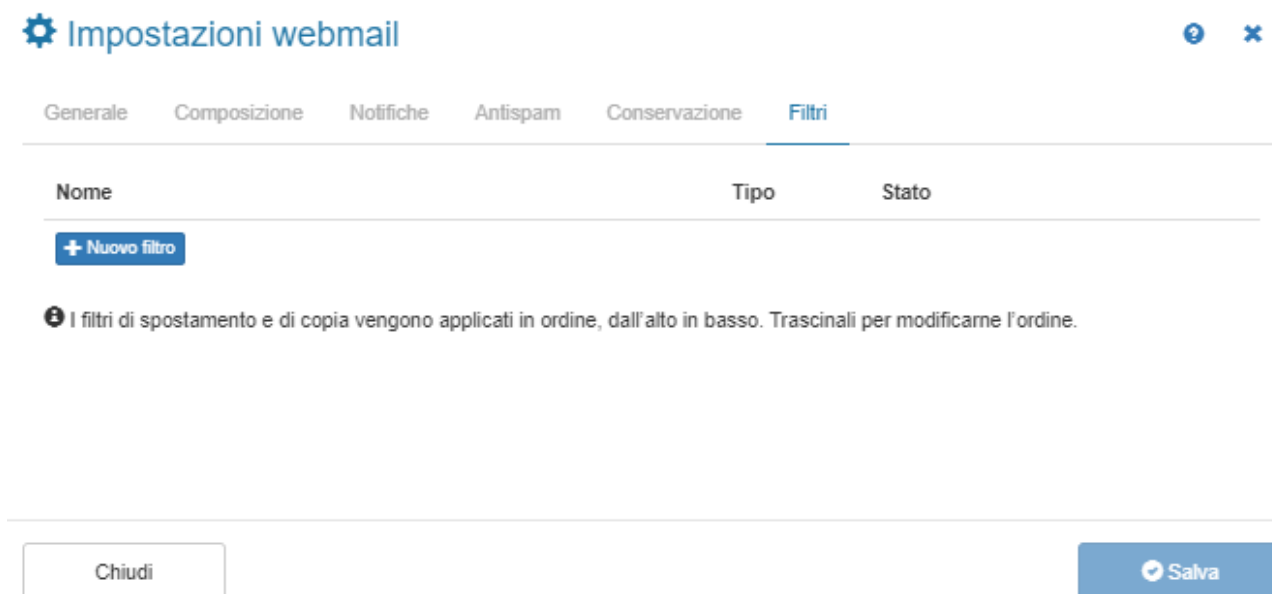 Impostazioni webmail
Generale Composizione Notifiche Antispam Conservazione Filtri
Nome Tipo Stato
Nuovo filtro
I filtri di spostamento e di copia vengono applicati in ordine, dall'alto in basso. Trascinali per modificarne l'ordine.
Chiudi Salva